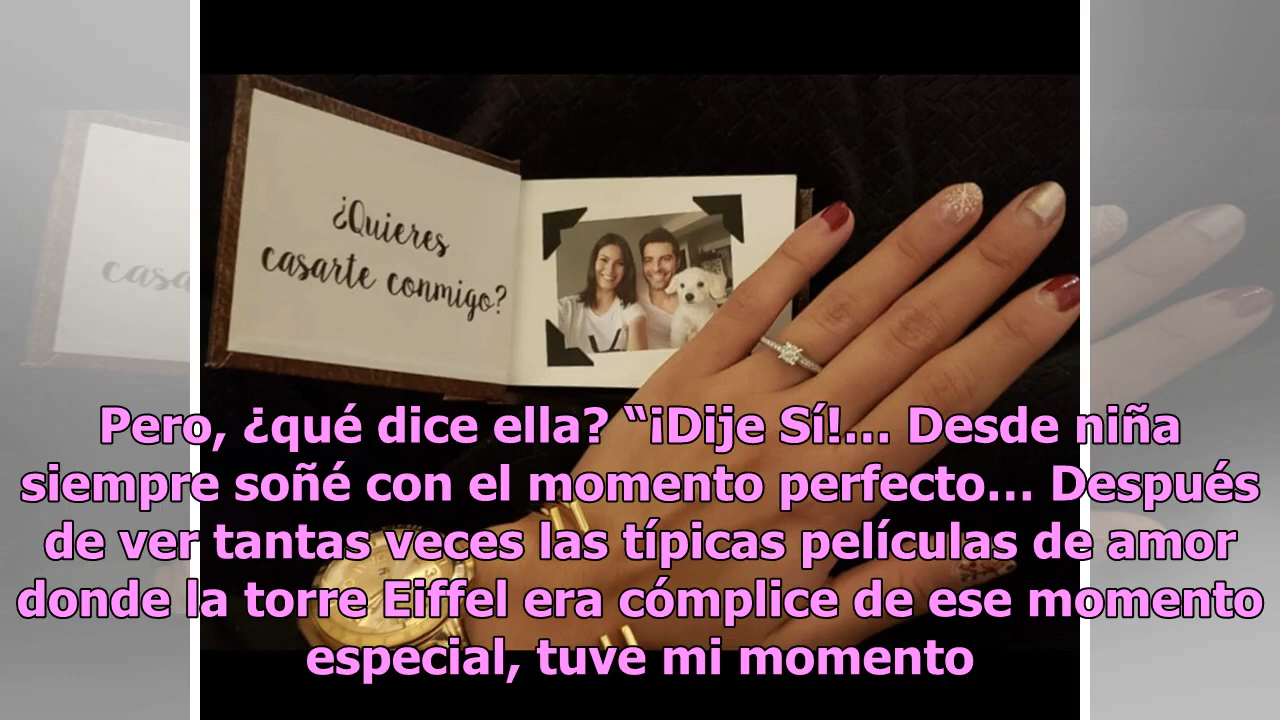 ¿Quieres
casarte conmigo?
casa
Pero, ¿qué dice ella? “¡Dije Sí!... Desde niña
siempre soñé con el momento perfecto... Después
de ver tantas veces las típicas películas de amor
donde la torre Eiffel era cómplice de ese momento
especial, tuve mi momento